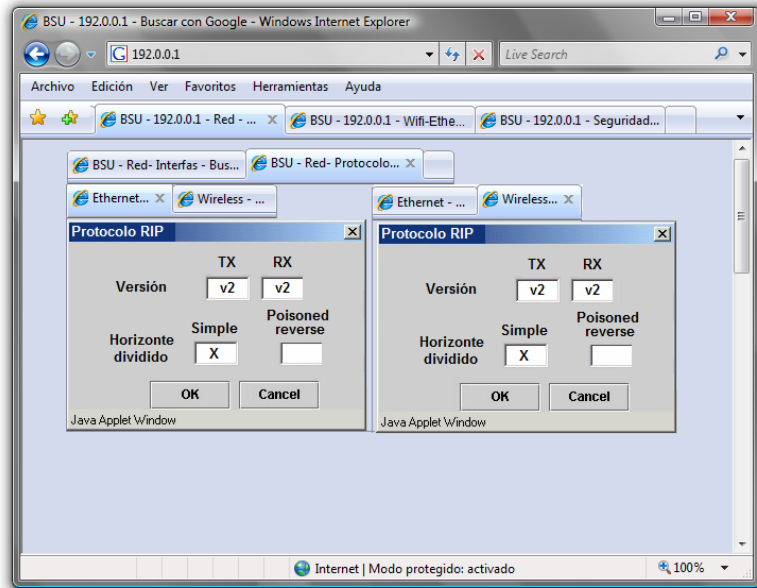 BSU - 192.0.0.1 - Buscar con Google - Windows Internet Explorer
192.0.0.1
Live Search
Archivo Edición Ver Favoritos Herramientas Ayuda
BSU - 192.0.0.1 - Red - ... BSU - 192.0.0.1 - Wifi-Ethe... BSU - 192.0.0.1 - Seguridad...
BSU - Red- Interfas - Bus... BSU - Red- Protocolo...
Ethernet... Wireless - ...
Protocolo RIP
TX RX
Versión v2 v2
Simple Poisoned reverse
Horizonte dividido X
OK Cancel
Java Applet Window
Ethernet - ... Wireless...
Protocolo RIP
TX RX
Versión v2 v2
Simple Poisoned reverse
Horizonte dividido X
OK Cancel
Java Applet Window
Internet | Modo protegido: activado 100%